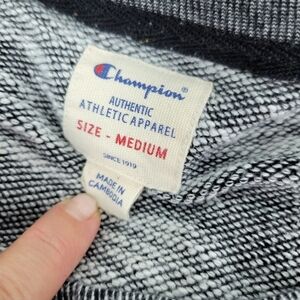 Champion®
AUTHENTIC
ATHLETIC APPAREL
SIZE - MEDIUM
SINCE 1919
MADE IN
CAMBODIA